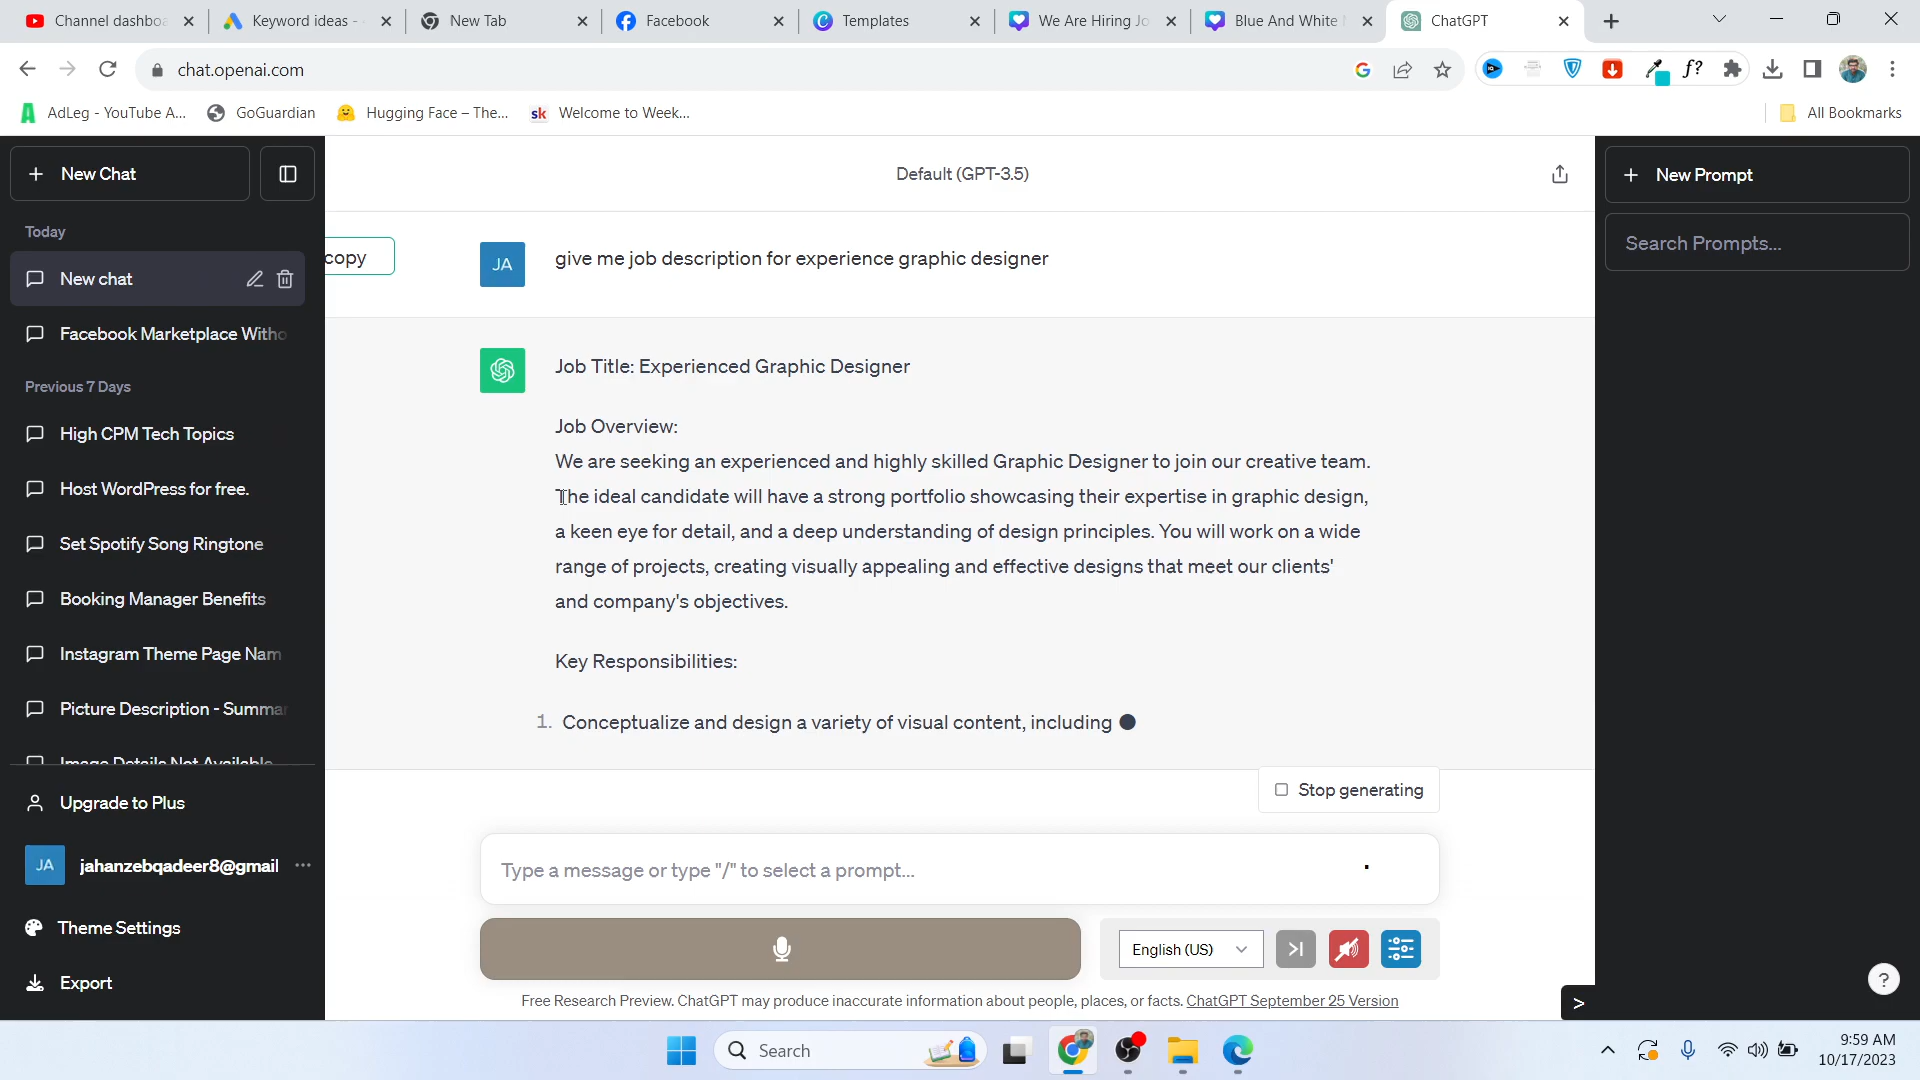 Channel dashboa
Keyword ideas -
New Tab
Facebook
Templates
We Are Hiring Jo
Blue And White
ChatGPT
chat.openai.com
f?
AdLeg - YouTube A...
GoGuardian
Hugging Face – The...
sk
Welcome to Week...
All Bookmarks
+ New Chat
Today
New chat
Facebook Marketplace Witho
Previous 7 Days
High CPM Tech Topics
Host WordPress for free.
Set Spotify Song Ringtone
Booking Manager Benefits
Instagram Theme Page Nam
Picture Description - Summar
Image Details Not Available
Upgrade to Plus
JA jahanzebqadeer8@gmail ...
Theme Settings
Export
Default (GPT-3.5)
copy
JA
give me job description for experience graphic designer
Job Title: Experienced Graphic Designer
Job Overview:
We are seeking an experienced and highly skilled Graphic Designer to join our creative team.
The ideal candidate will have a strong portfolio showcasing their expertise in graphic design,
a keen eye for detail, and a deep understanding of design principles. You will work on a wide
range of projects, creating visually appealing and effective designs that meet our clients'
and company's objectives.
Key Responsibilities:
1. Conceptualize and design a variety of visual content, including
Stop generating
Type a message or type "/" to select a prompt...
English (US)
Free Research Preview. ChatGPT may produce inaccurate information about people, places, or facts. ChatGPT September 25 Version
+ New Prompt
Search Prompts...
?
>
Search
9:59 AM
10/17/2023